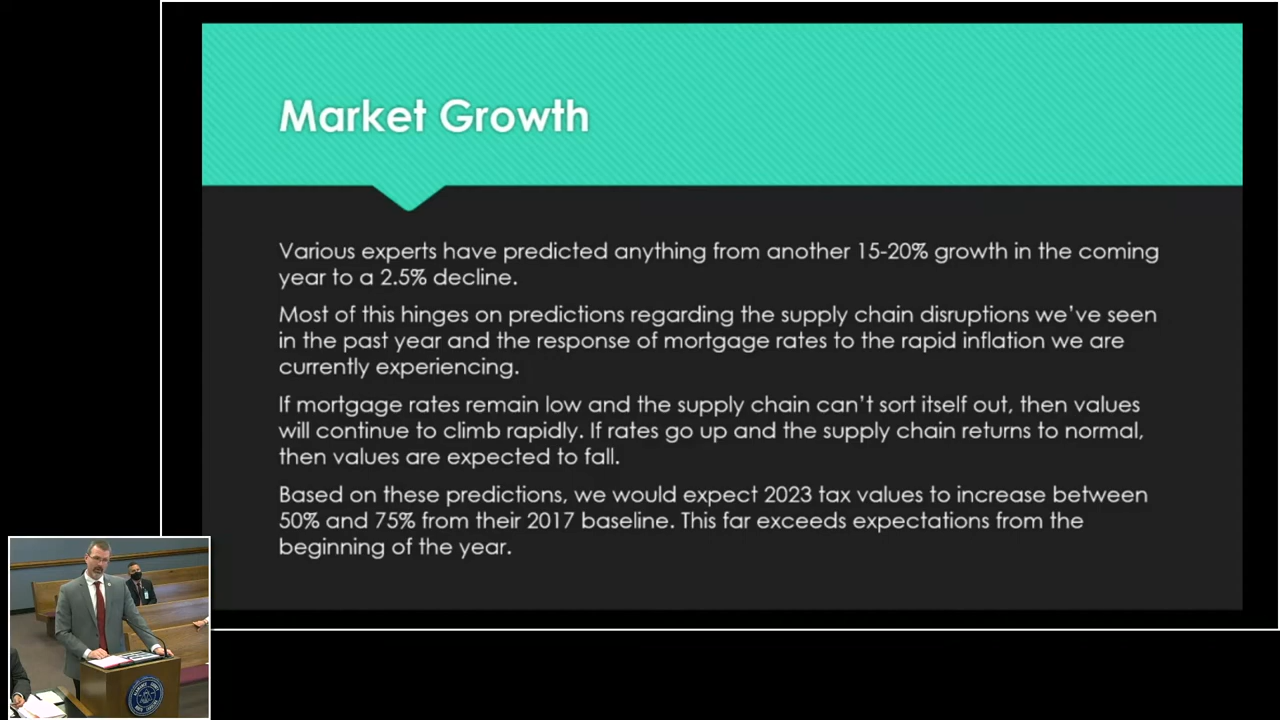 Market Growth
Various experts have predicted anything from another 15-20% growth in the coming
year to a 2.5% decline.
Most of this hinges on predictions regarding the supply chain disruptions we’ve seen
in the past year and the response of mortgage rates to the rapid inflation we are
currently experiencing.
If mortgage rates remain low and the supply chain can’t sort itself out, then values
will continue to climb rapidly. If rates go up and the supply chain returns to normal,
then values are expected to fall.
Based on these predictions, we would expect 2023 tax values to increase between
50% and 75% from their 2017 baseline. This far exceeds expectations from the
beginning of the year.